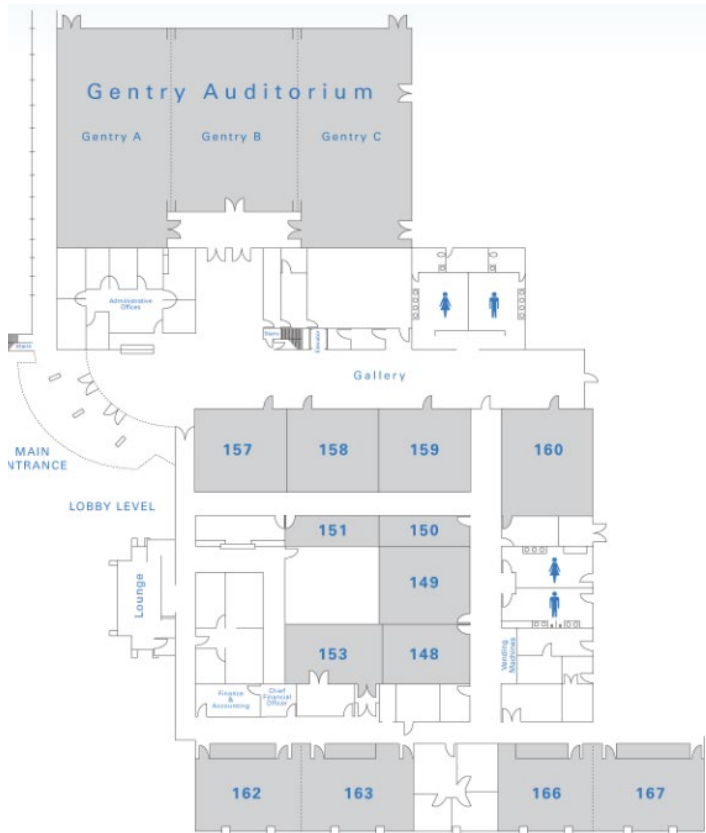 Gentry Auditorium
Gentry A
Gentry B
Gentry C
Administrative
Offices
Stairs
Elevator
Stairs
Gallery
157
158
159
160
MAIN
NTRANCE
LOBBY LEVEL
151
150
149
Lounge
153
148
Vending
Machines
Finance
&
Accounting
Chief
Financial
Officer
162
163
166
167